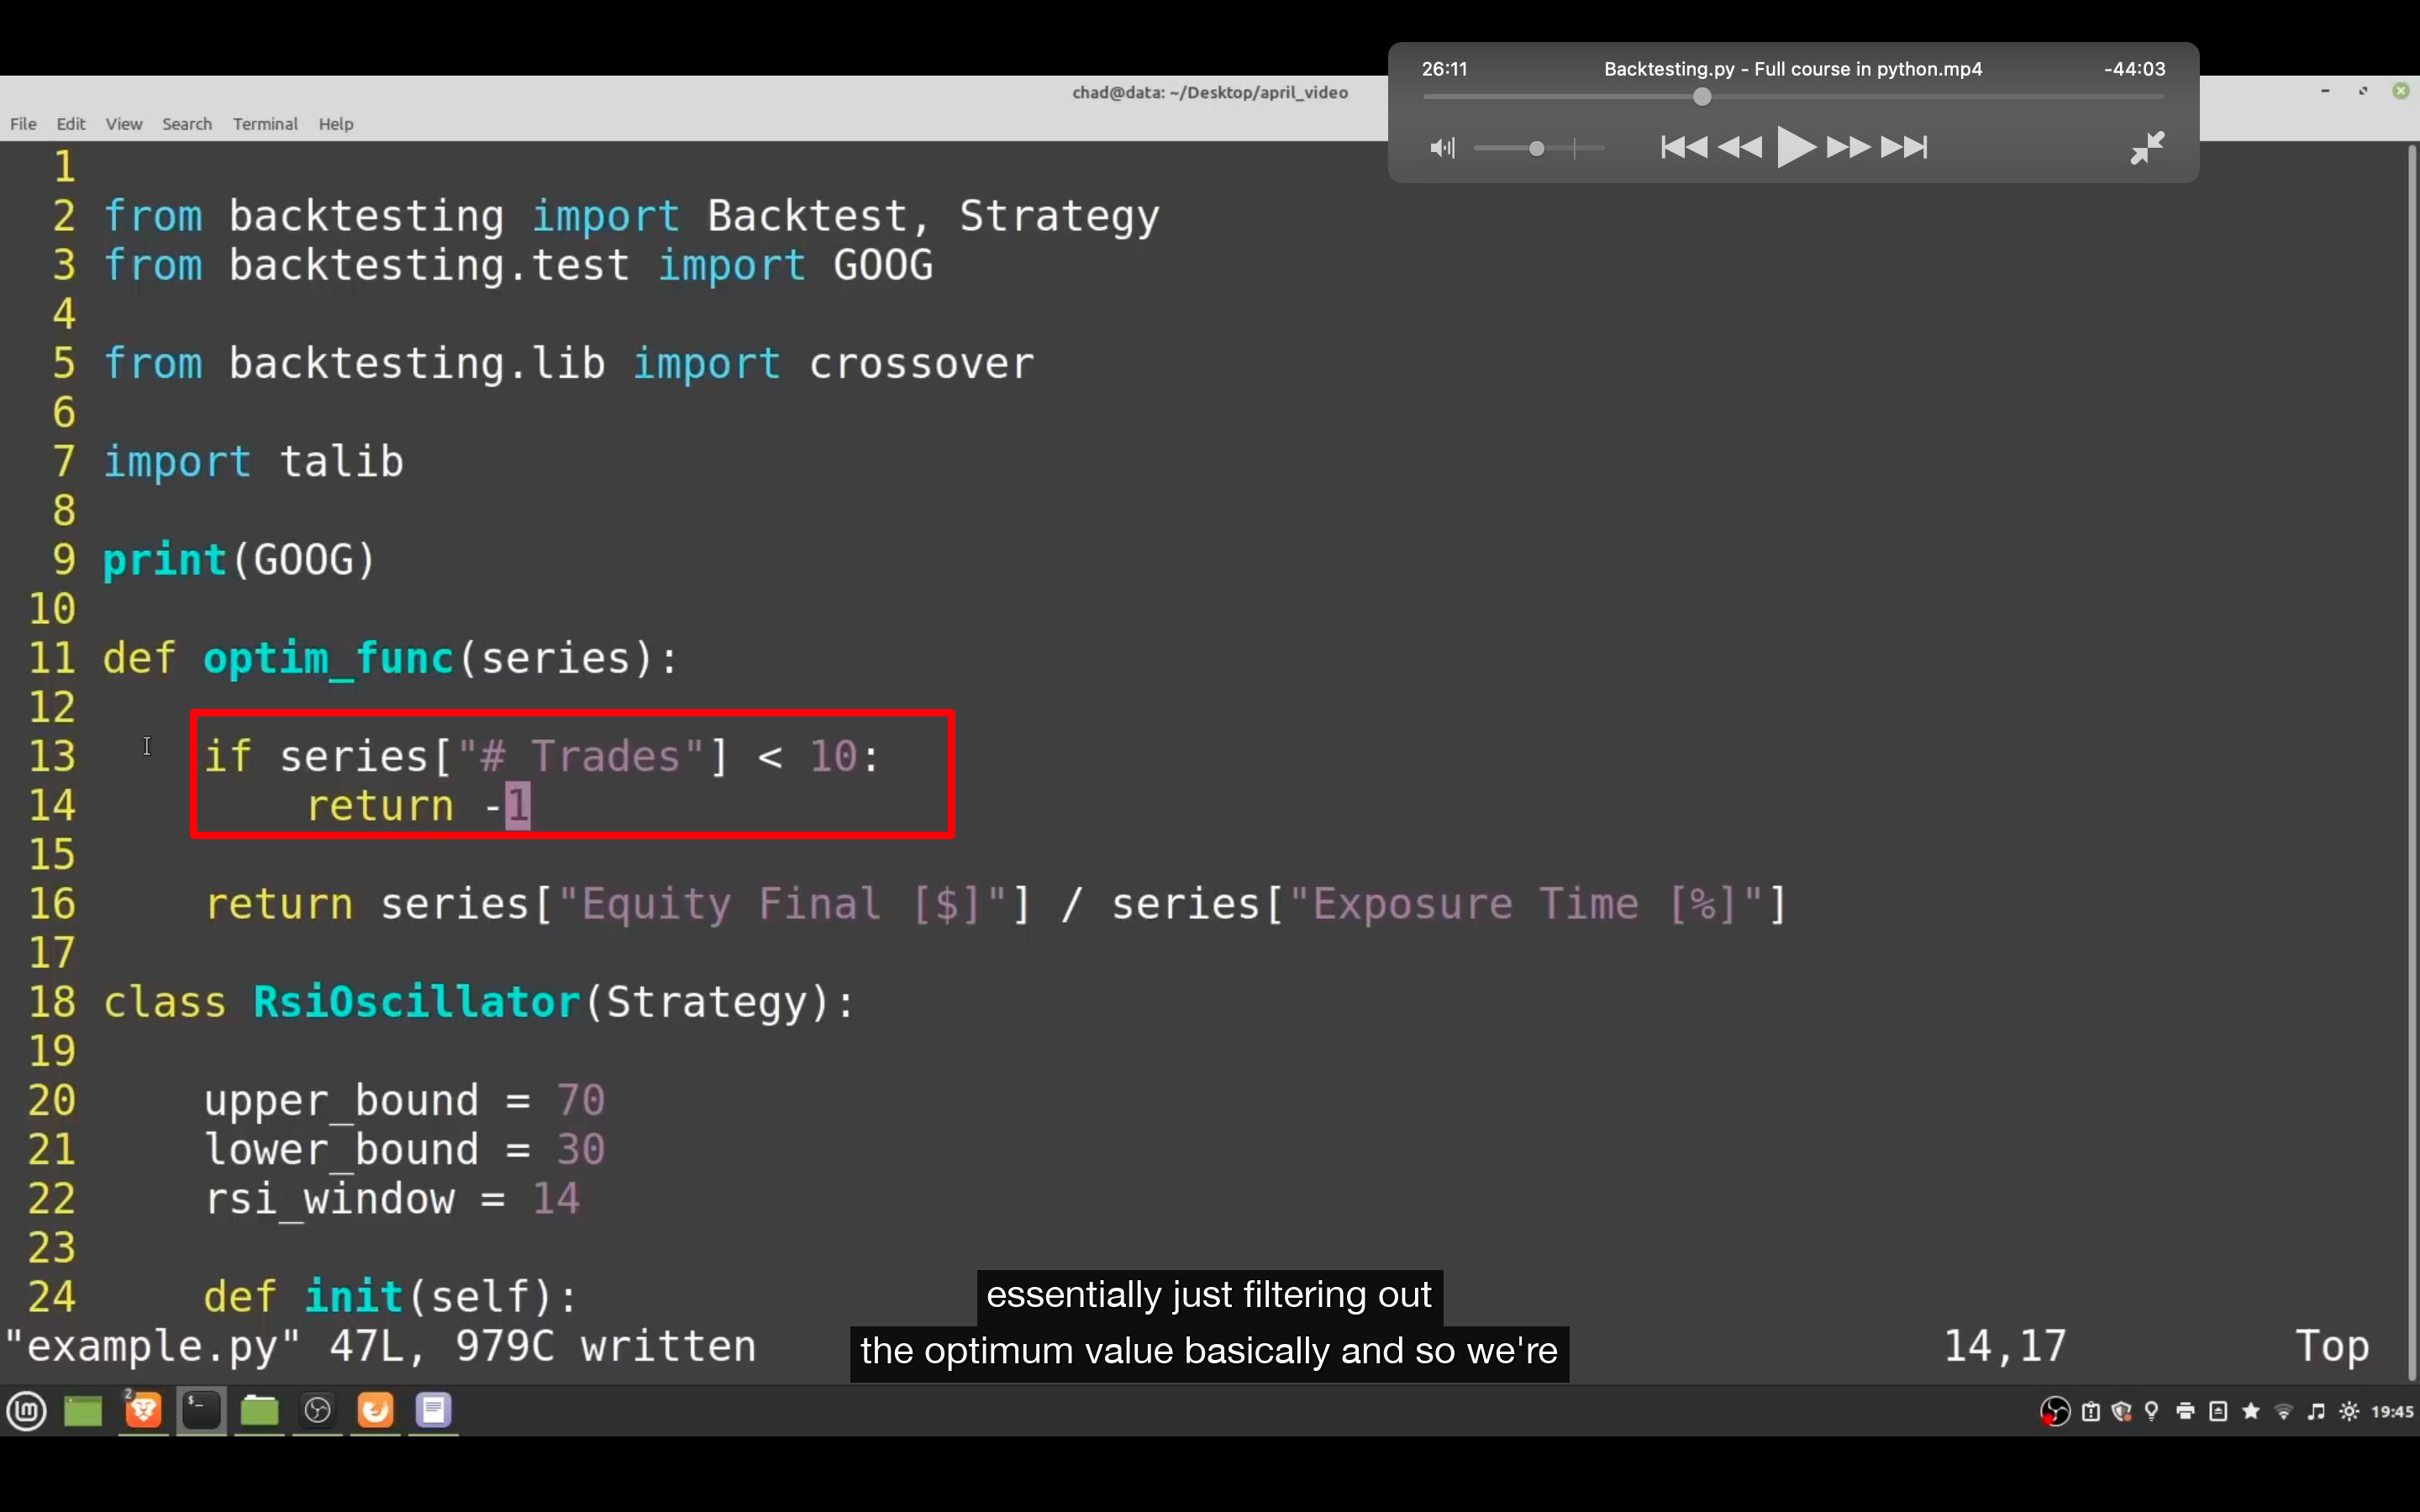 26:11 Backtesting.py - Full course in python.mp4 -44:03
chad@data: ~/Desktop/april_video
File Edit View Search Terminal Help
1
2 from backtesting import Backtest, Strategy
3 from backtesting.test import GOOG
4
5 from backtesting.lib import crossover
6
7 import talib
8
9 print(GOOG)
10
11 def optim_func(series):
12
13     if series["# Trades"] < 10:
14         return -1
15
16     return series["Equity Final [$]"] / series["Exposure Time [%]"]
17
18 class RsiOscillator(Strategy):
19
20     upper_bound = 70
21     lower_bound = 30
22     rsi_window = 14
23
24     def init(self):
essentially just filtering out
the optimum value basically and so we're
"example.py" 47L, 979C written 14,17 Top
2
$_
19:45